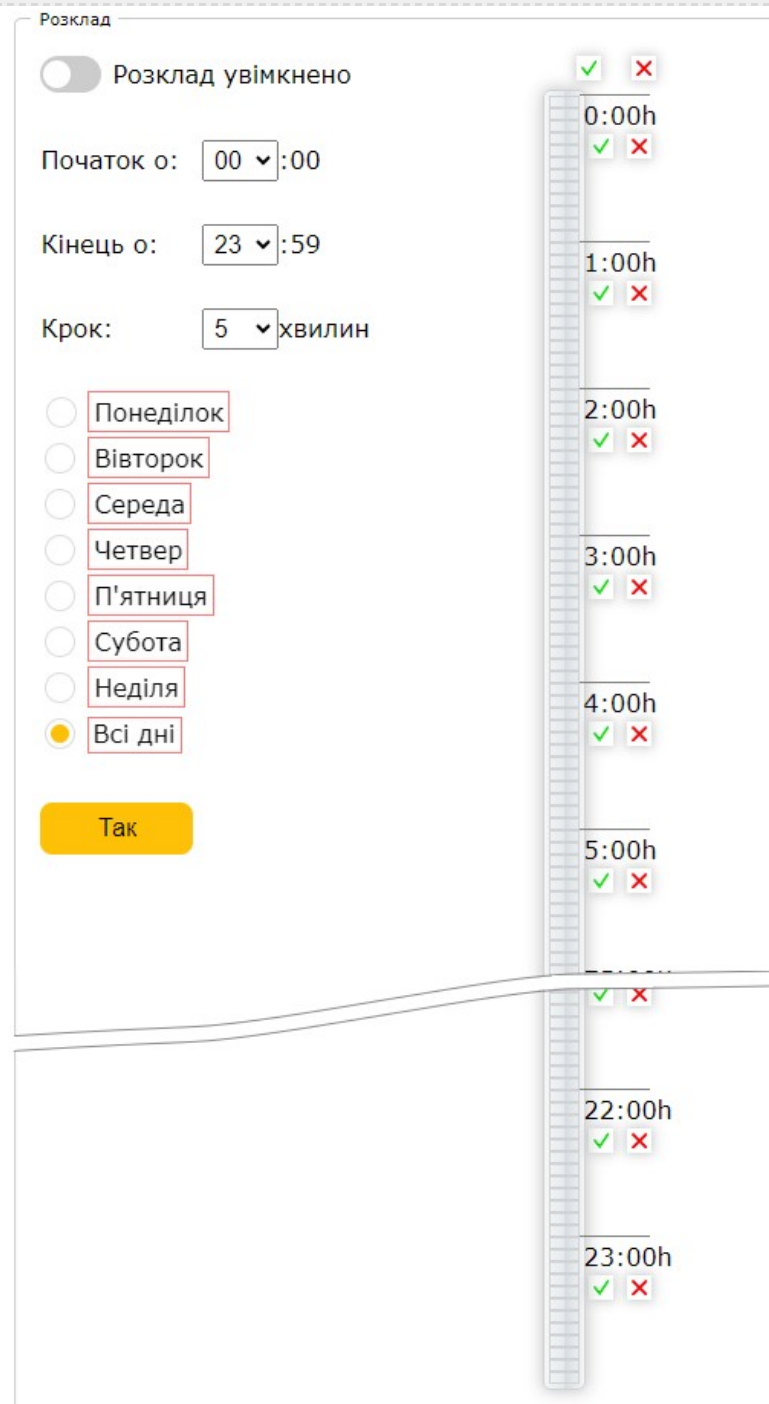 Розклад
Розклад увімкнено
Початок о: 00 :00
Кінець о: 23 :59
Крок: 5 хвилин
Понеділок
Вівторок
Середа
Четвер
П'ятниця
Субота
Неділя
Всі дні
Так
0:00h
1:00h
2:00h
3:00h
4:00h
5:00h
22:00h
23:00h